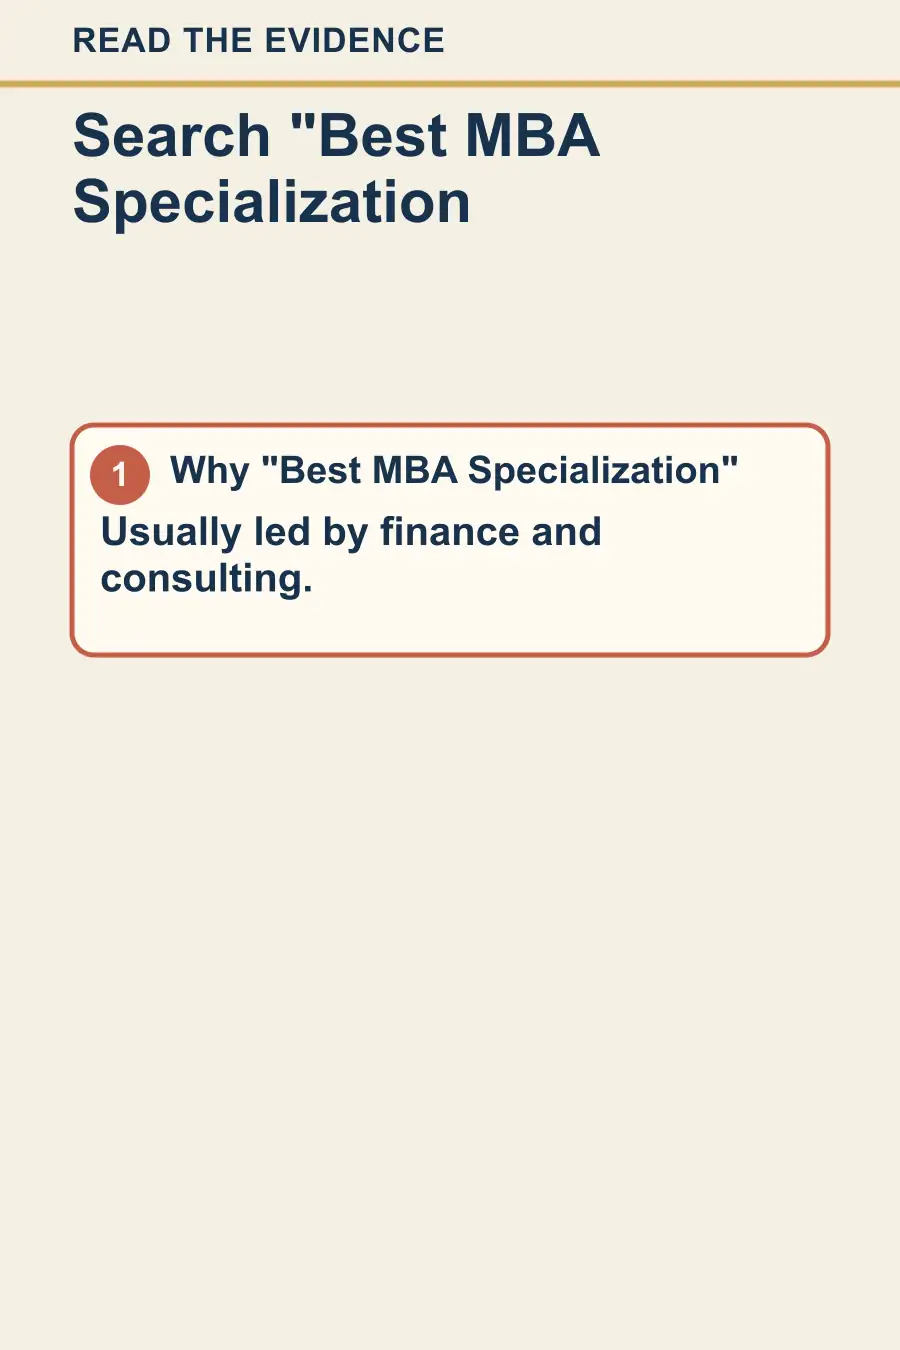 READ THE EVIDENCE
Search "Best MBA
Specialization
1 Why "Best MBA Specialization"
Usually led by finance and
consulting.